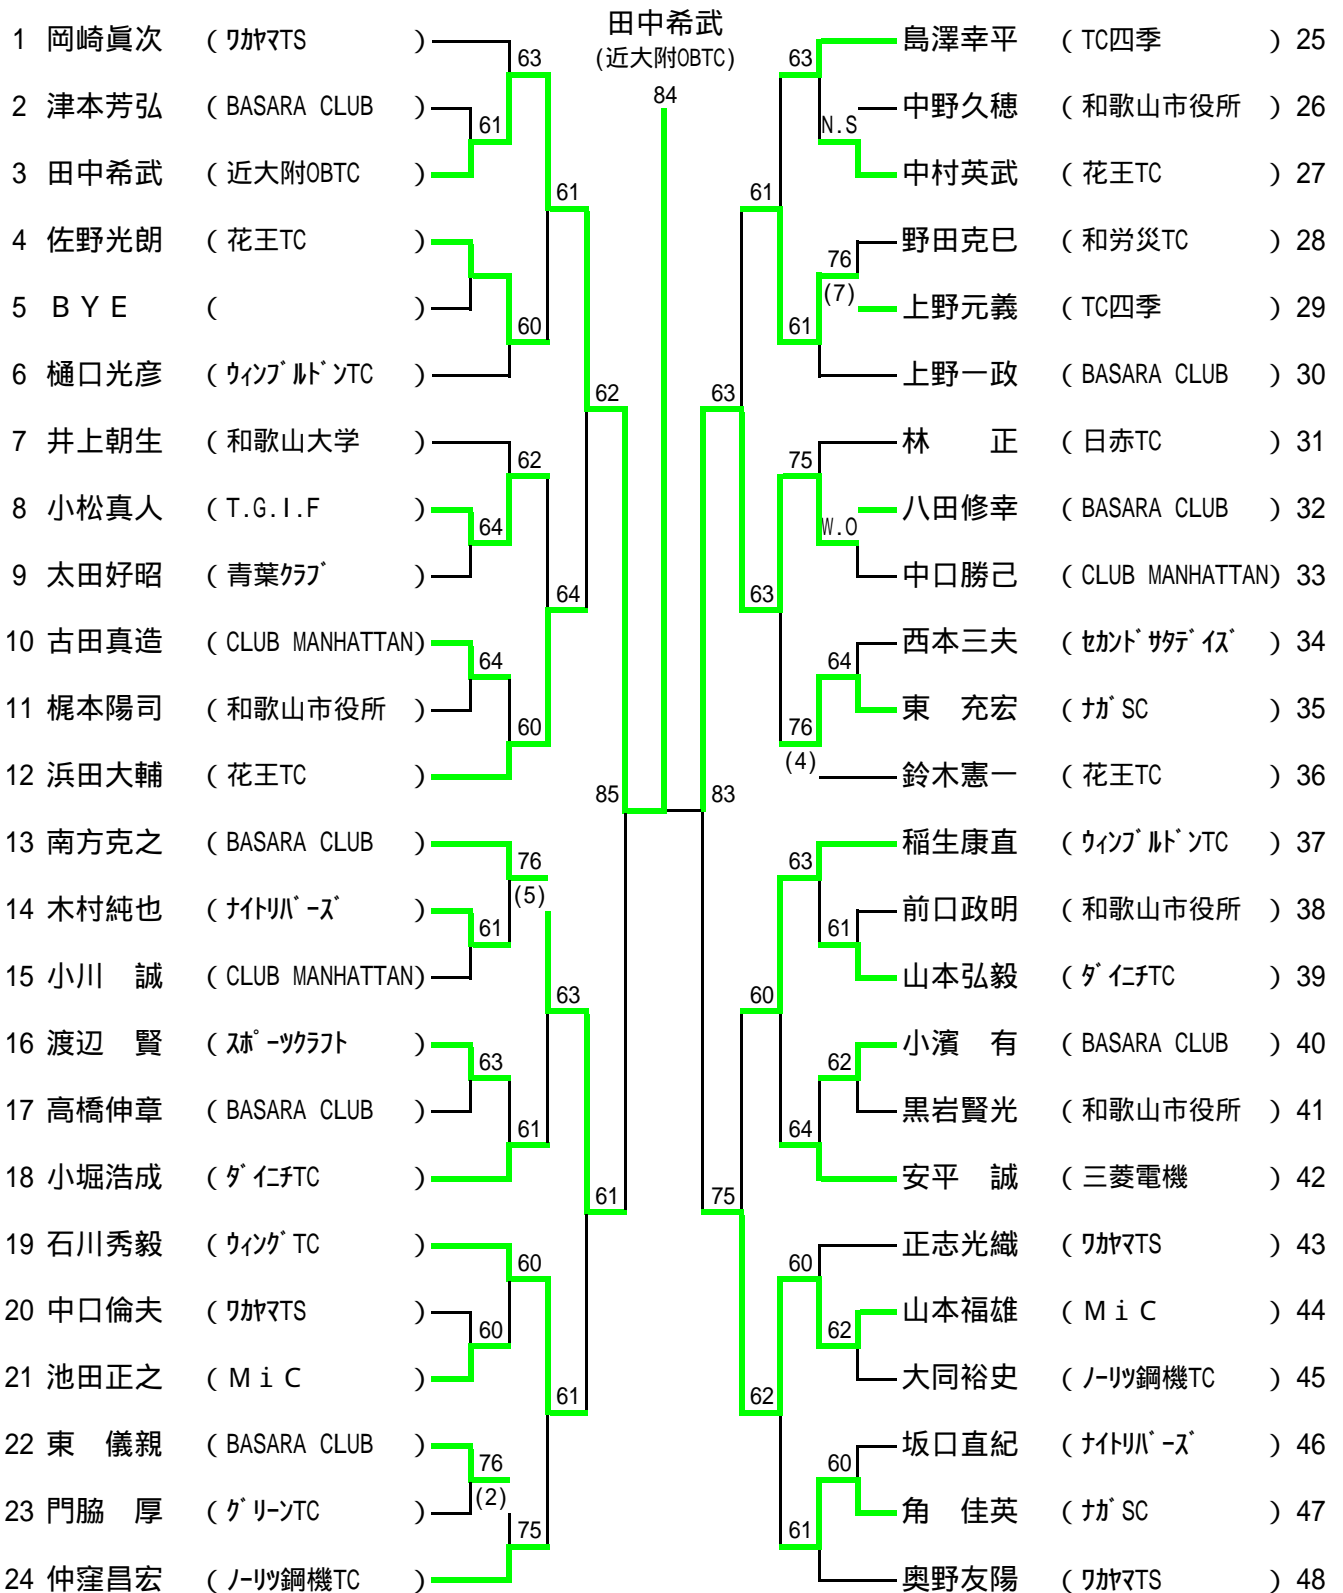 田中希武
(近大附OBTC)
84
1 岡崎眞次 ( ワカヤマTS )
63
2 津本芳弘 ( BASARA CLUB )
61
3 田中希武 ( 近大附OBTC )
61
4 佐野光朗 ( 花王TC )
5 ＢＹＥ ( )
60
6 樋口光彦 ( ウィンブルドンTC )
62
7 井上朝生 ( 和歌山大学 )
62
8 小松真人 ( T.G.I.F )
64
9 太田好昭 ( 青葉クラブ )
64
10 古田真造 ( CLUB MANHATTAN)
64
11 梶本陽司 ( 和歌山市役所 )
60
12 浜田大輔 ( 花王TC )
85
13 南方克之 ( BASARA CLUB )
76
(5)
14 木村純也 ( ナイトリバーズ )
61
15 小川　誠 ( CLUB MANHATTAN)
63
16 渡辺　賢 ( スポーツクラフト )
63
17 高橋伸章 ( BASARA CLUB )
61
18 小堀浩成 ( ダイニチTC )
61
19 石川秀毅 ( ウィングTC )
60
20 中口倫夫 ( ワカヤマTS )
60
21 池田正之 ( ＭｉＣ )
61
22 東　儀親 ( BASARA CLUB )
76
(2)
23 門脇　厚 ( グリーンTC )
75
24 仲窪昌宏 ( ノーリツ鋼機TC )
島澤幸平 ( TC四季 ) 25
63
中野久穂 ( 和歌山市役所 ) 26
N.S
中村英武 ( 花王TC ) 27
61
野田克巳 ( 和労災TC ) 28
76
(7)
上野元義 ( TC四季 ) 29
61
上野一政 ( BASARA CLUB ) 30
63
林　　正 ( 日赤TC ) 31
75
八田修幸 ( BASARA CLUB ) 32
W.O
中口勝己 ( CLUB MANHATTAN) 33
63
西本三夫 ( セカンドサタデイズ ) 34
64
東　充宏 ( ナガSC ) 35
76
(4)
鈴木憲一 ( 花王TC ) 36
83
稲生康直 ( ウィンブルドンTC ) 37
63
前口政明 ( 和歌山市役所 ) 38
61
山本弘毅 ( ダイニチTC ) 39
60
小濱　有 ( BASARA CLUB ) 40
62
黒岩賢光 ( 和歌山市役所 ) 41
64
安平　誠 ( 三菱電機 ) 42
75
正志光織 ( ワカヤマTS ) 43
60
山本福雄 ( ＭｉＣ ) 44
62
大同裕史 ( ノーリツ鋼機TC ) 45
62
坂口直紀 ( ナイトリバーズ ) 46
60
角　佳英 ( ナガSC ) 47
61
奥野友陽 ( ワカヤマTS ) 48